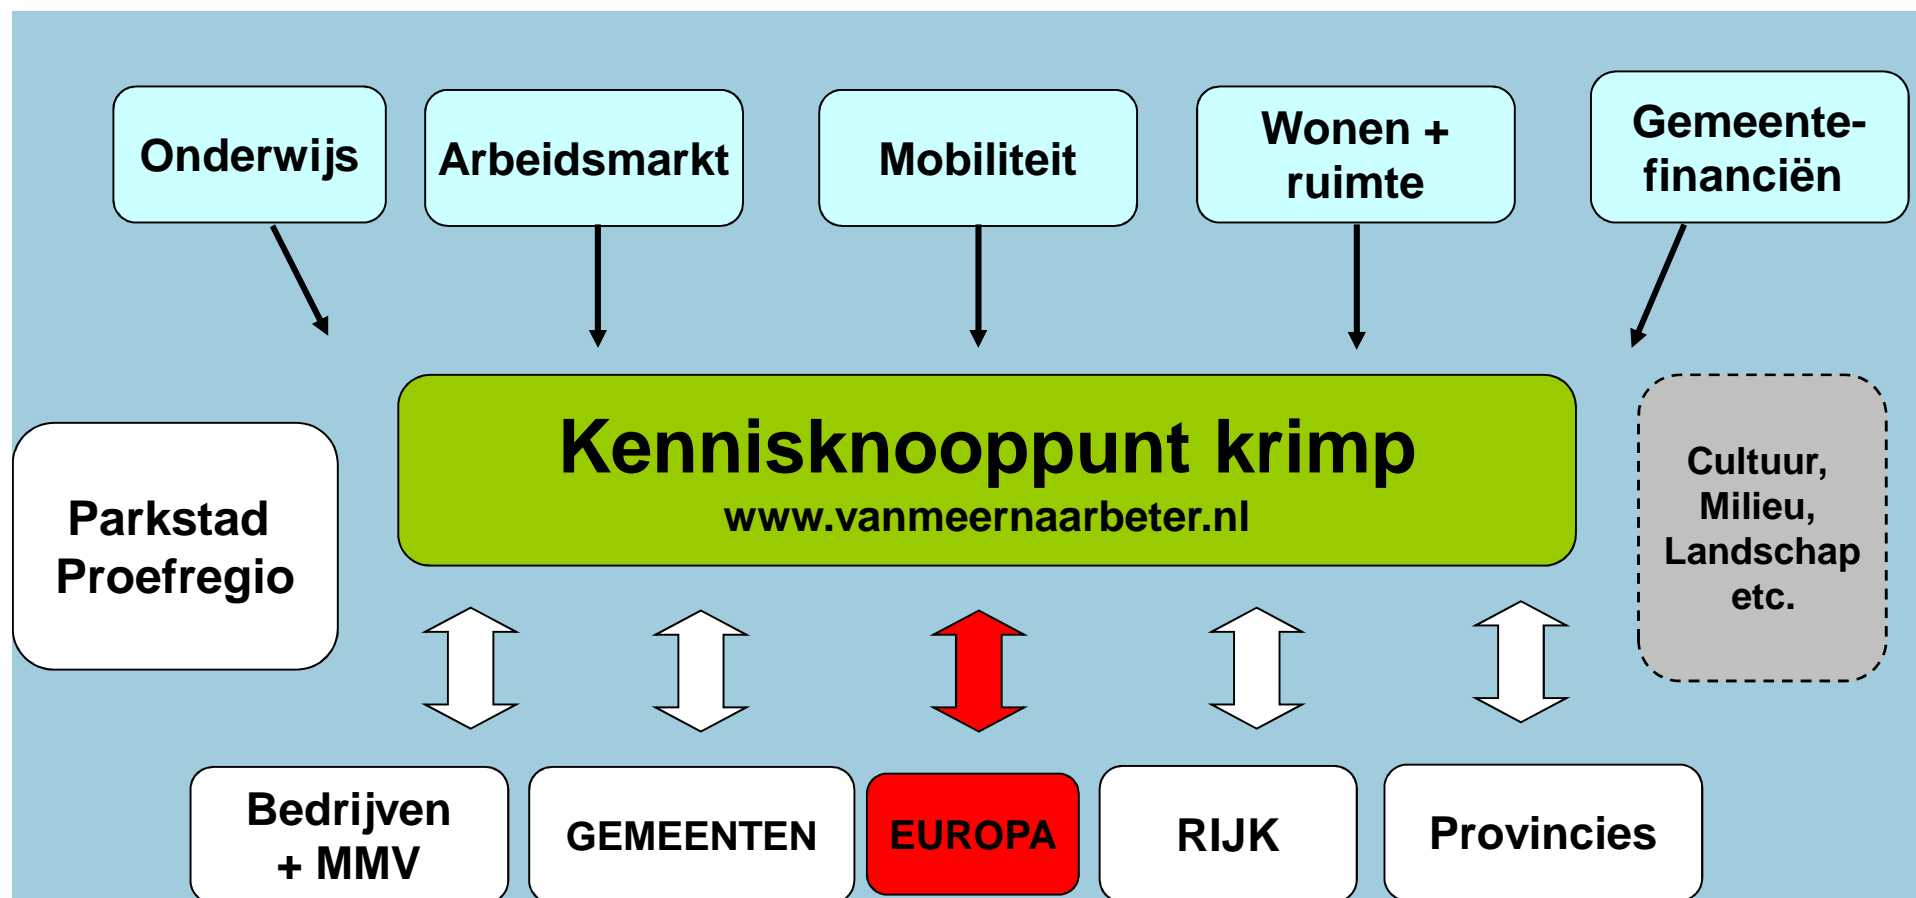 Onderwijs
Arbeidsmarkt
Mobiliteit
Wonen +
ruimte
Gemeente-
financiën
Kennisknooppunt krimp
www.vanmeernaarbeter.nl
Parkstad
Proefregio
Cultuur,
Milieu,
Landschap
etc.
Bedrijven
+ MMV
GEMEENTEN
EUROPA
RIJK
Provincies